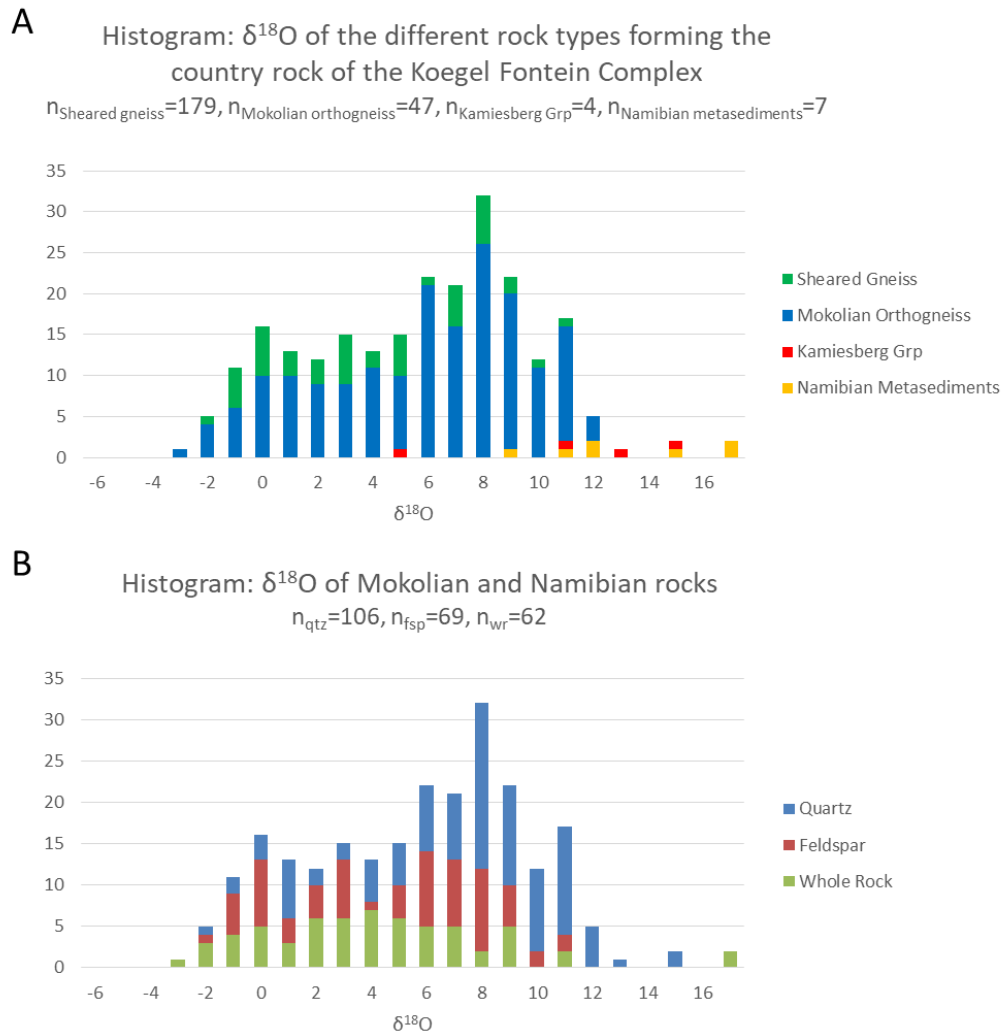 A
Histogram: δ¹⁸O of the different rock types forming the
country rock of the Koegel Fontein Complex
nSheared gneiss=179, nMokolian orthogneiss=47, nKamiesberg Grp=4, nNamibian metasediments=7
35
30
25
20
15
10
5
0
-6 -4 -2 0 2 4 6 8 10 12 14 16
δ¹⁸O
Sheared Gneiss
Mokolian Orthogneiss
Kamiesberg Grp
Namibian Metasediments
B
Histogram: δ¹⁸O of Mokolian and Namibian rocks
nqtz=106, nfsp=69, nwr=62
35
30
25
20
15
10
5
0
-6 -4 -2 0 2 4 6 8 10 12 14 16
δ¹⁸O
Quartz
Feldspar
Whole Rock